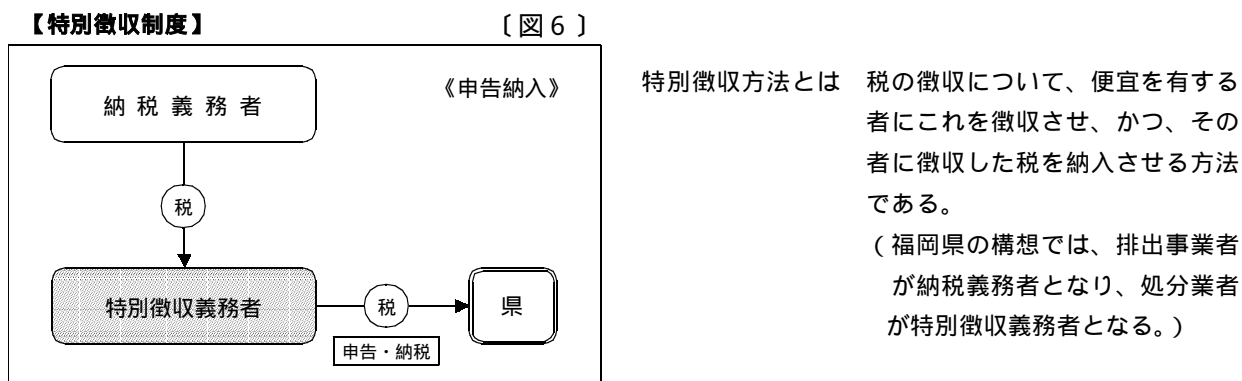 【特別徴収制度】
〔図６〕
納 税 義 務 者
《申告納入》
税
特別徴収義務者
税
県
申告・納税
特別徴収方法とは　税の徴収について、便宜を有する
者にこれを徴収させ、かつ、その
者に徴収した税を納入させる方法
である。
（福岡県の構想では、排出事業者
が納税義務者となり、処分業者
が特別徴収義務者となる。）